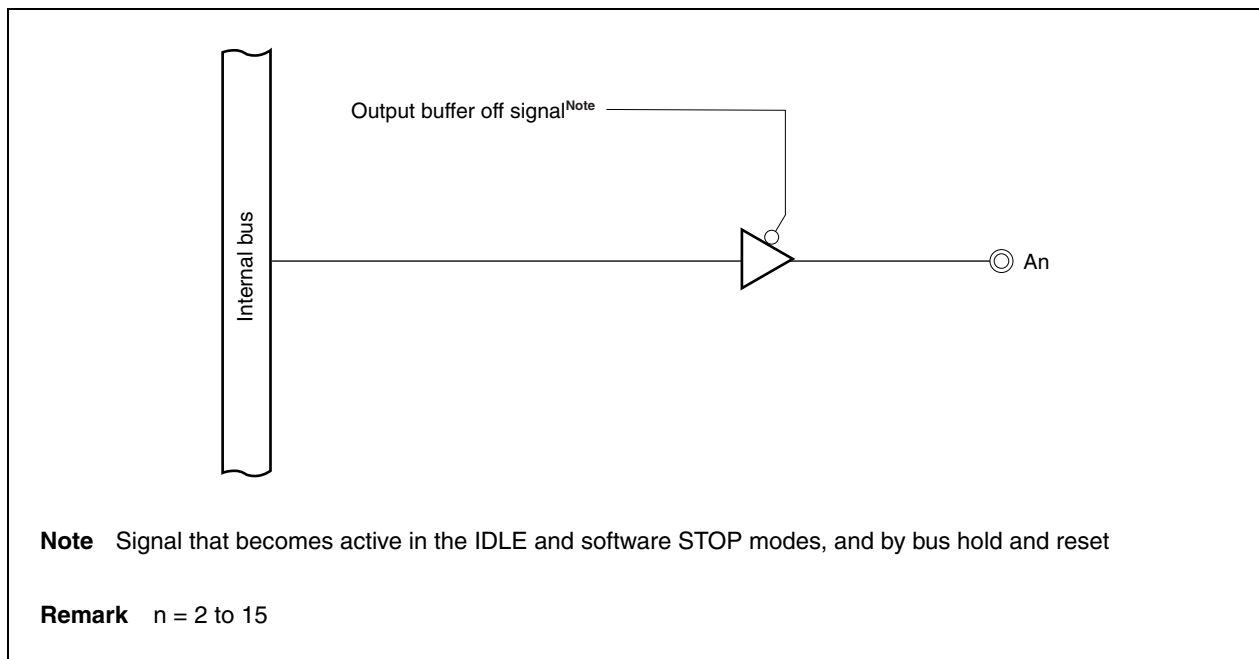 Output buffer off signalNote
Internal bus
An
Note Signal that becomes active in the IDLE and software STOP modes, and by bus hold and reset
Remark n = 2 to 15